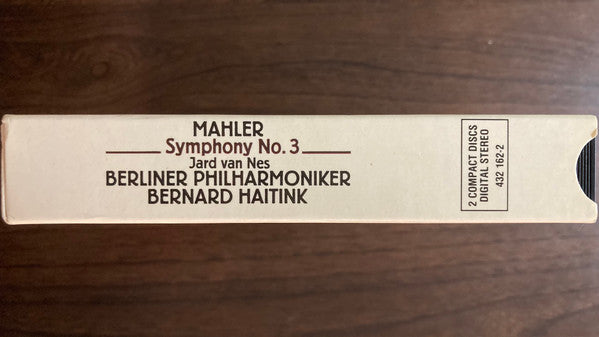 MAHLER
Symphony No. 3
Jard van Nes
BERLINER PHILHARMONIKER
BERNARD HAITINK
2 COMPACT DISCS
DIGITAL STEREO
432 162-2